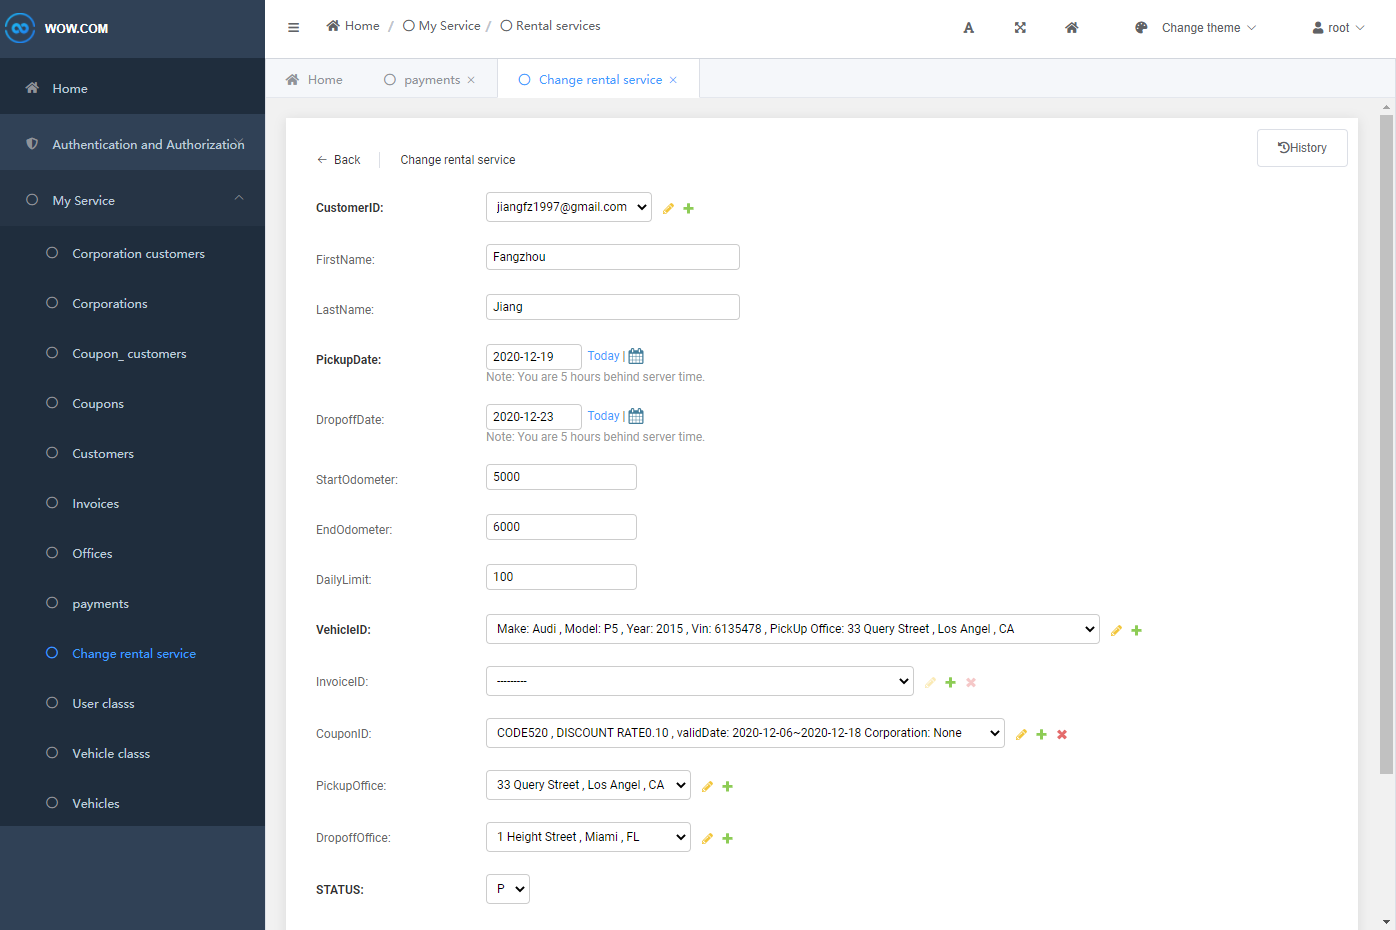 WOW.COM
Home / My Service / Rental services
A
Change theme
root
Home
payments ×
Change rental service ×
Home
Authentication and Authorization
My Service
Corporation customers
Corporations
Coupon_ customers
Coupons
Customers
Invoices
Offices
payments
Change rental service
User classs
Vehicle classs
Vehicles
Back
Change rental service
History
CustomerID: jiangfz1997@gmail.com
FirstName: Fangzhou
LastName: Jiang
PickupDate: 2020-12-19 Today |
Note: You are 5 hours behind server time.
DropoffDate: 2020-12-23 Today |
Note: You are 5 hours behind server time.
StartOdometer: 5000
EndOdometer: 6000
DailyLimit: 100
VehicleID: Make: Audi , Model: P5 , Year: 2015 , Vin: 6135478 , PickUp Office: 33 Query Street , Los Angel , CA
InvoiceID: ---------
CouponID: CODE520 , DISCOUNT RATE0.10 , validDate: 2020-12-06~2020-12-18 Corporation: None
PickupOffice: 33 Query Street , Los Angel , CA
DropoffOffice: 1 Height Street , Miami , FL
STATUS: P